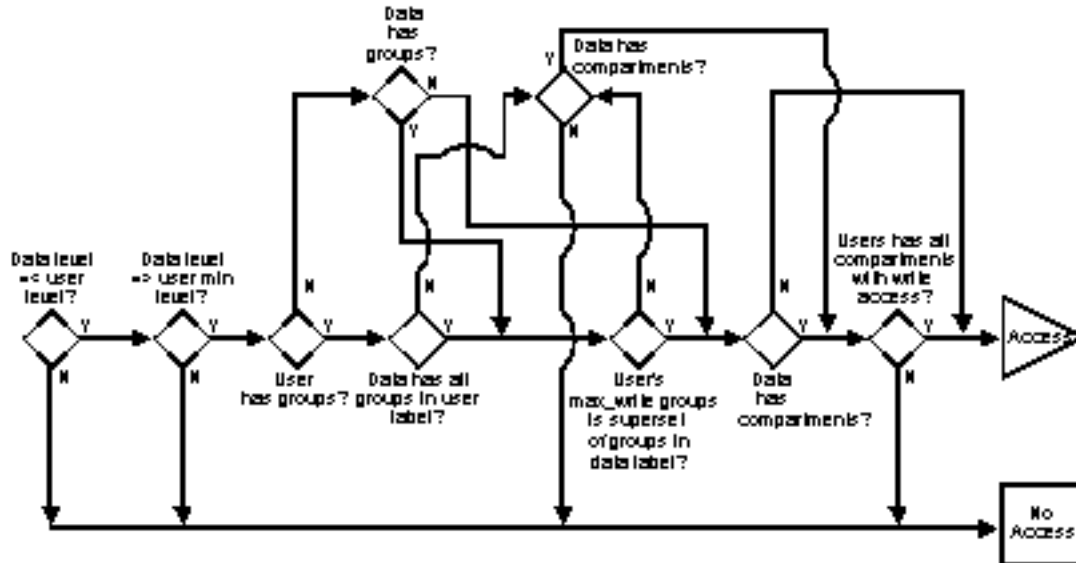 Data
has
groups?
N
Y
Y
Data has
compartments?
N
Data level
=< user
level?
Data level
=> user min
level?
Users has all
compartments
with write
access?
N
N
N
N
Y
Y
Y
Y
Y
Y
Y
Access
N
N
N
User
has groups?
Data has all
groups in user
label?
User's
max_write groups
is superset
of groups in
data label?
Data
has
compartments?
No
Access